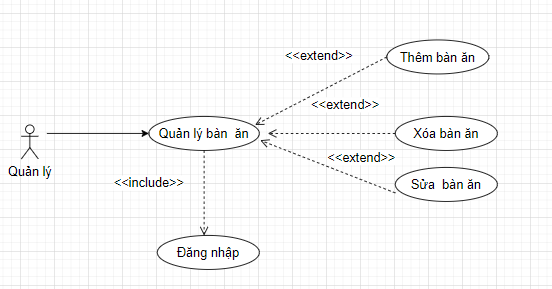 <<extend>>
Thêm bàn ăn
<<extend>>
Quản lý bàn ăn
Xóa bàn ăn
<<extend>>
Quản lý
<<include>>
Sửa bàn ăn
Đăng nhập